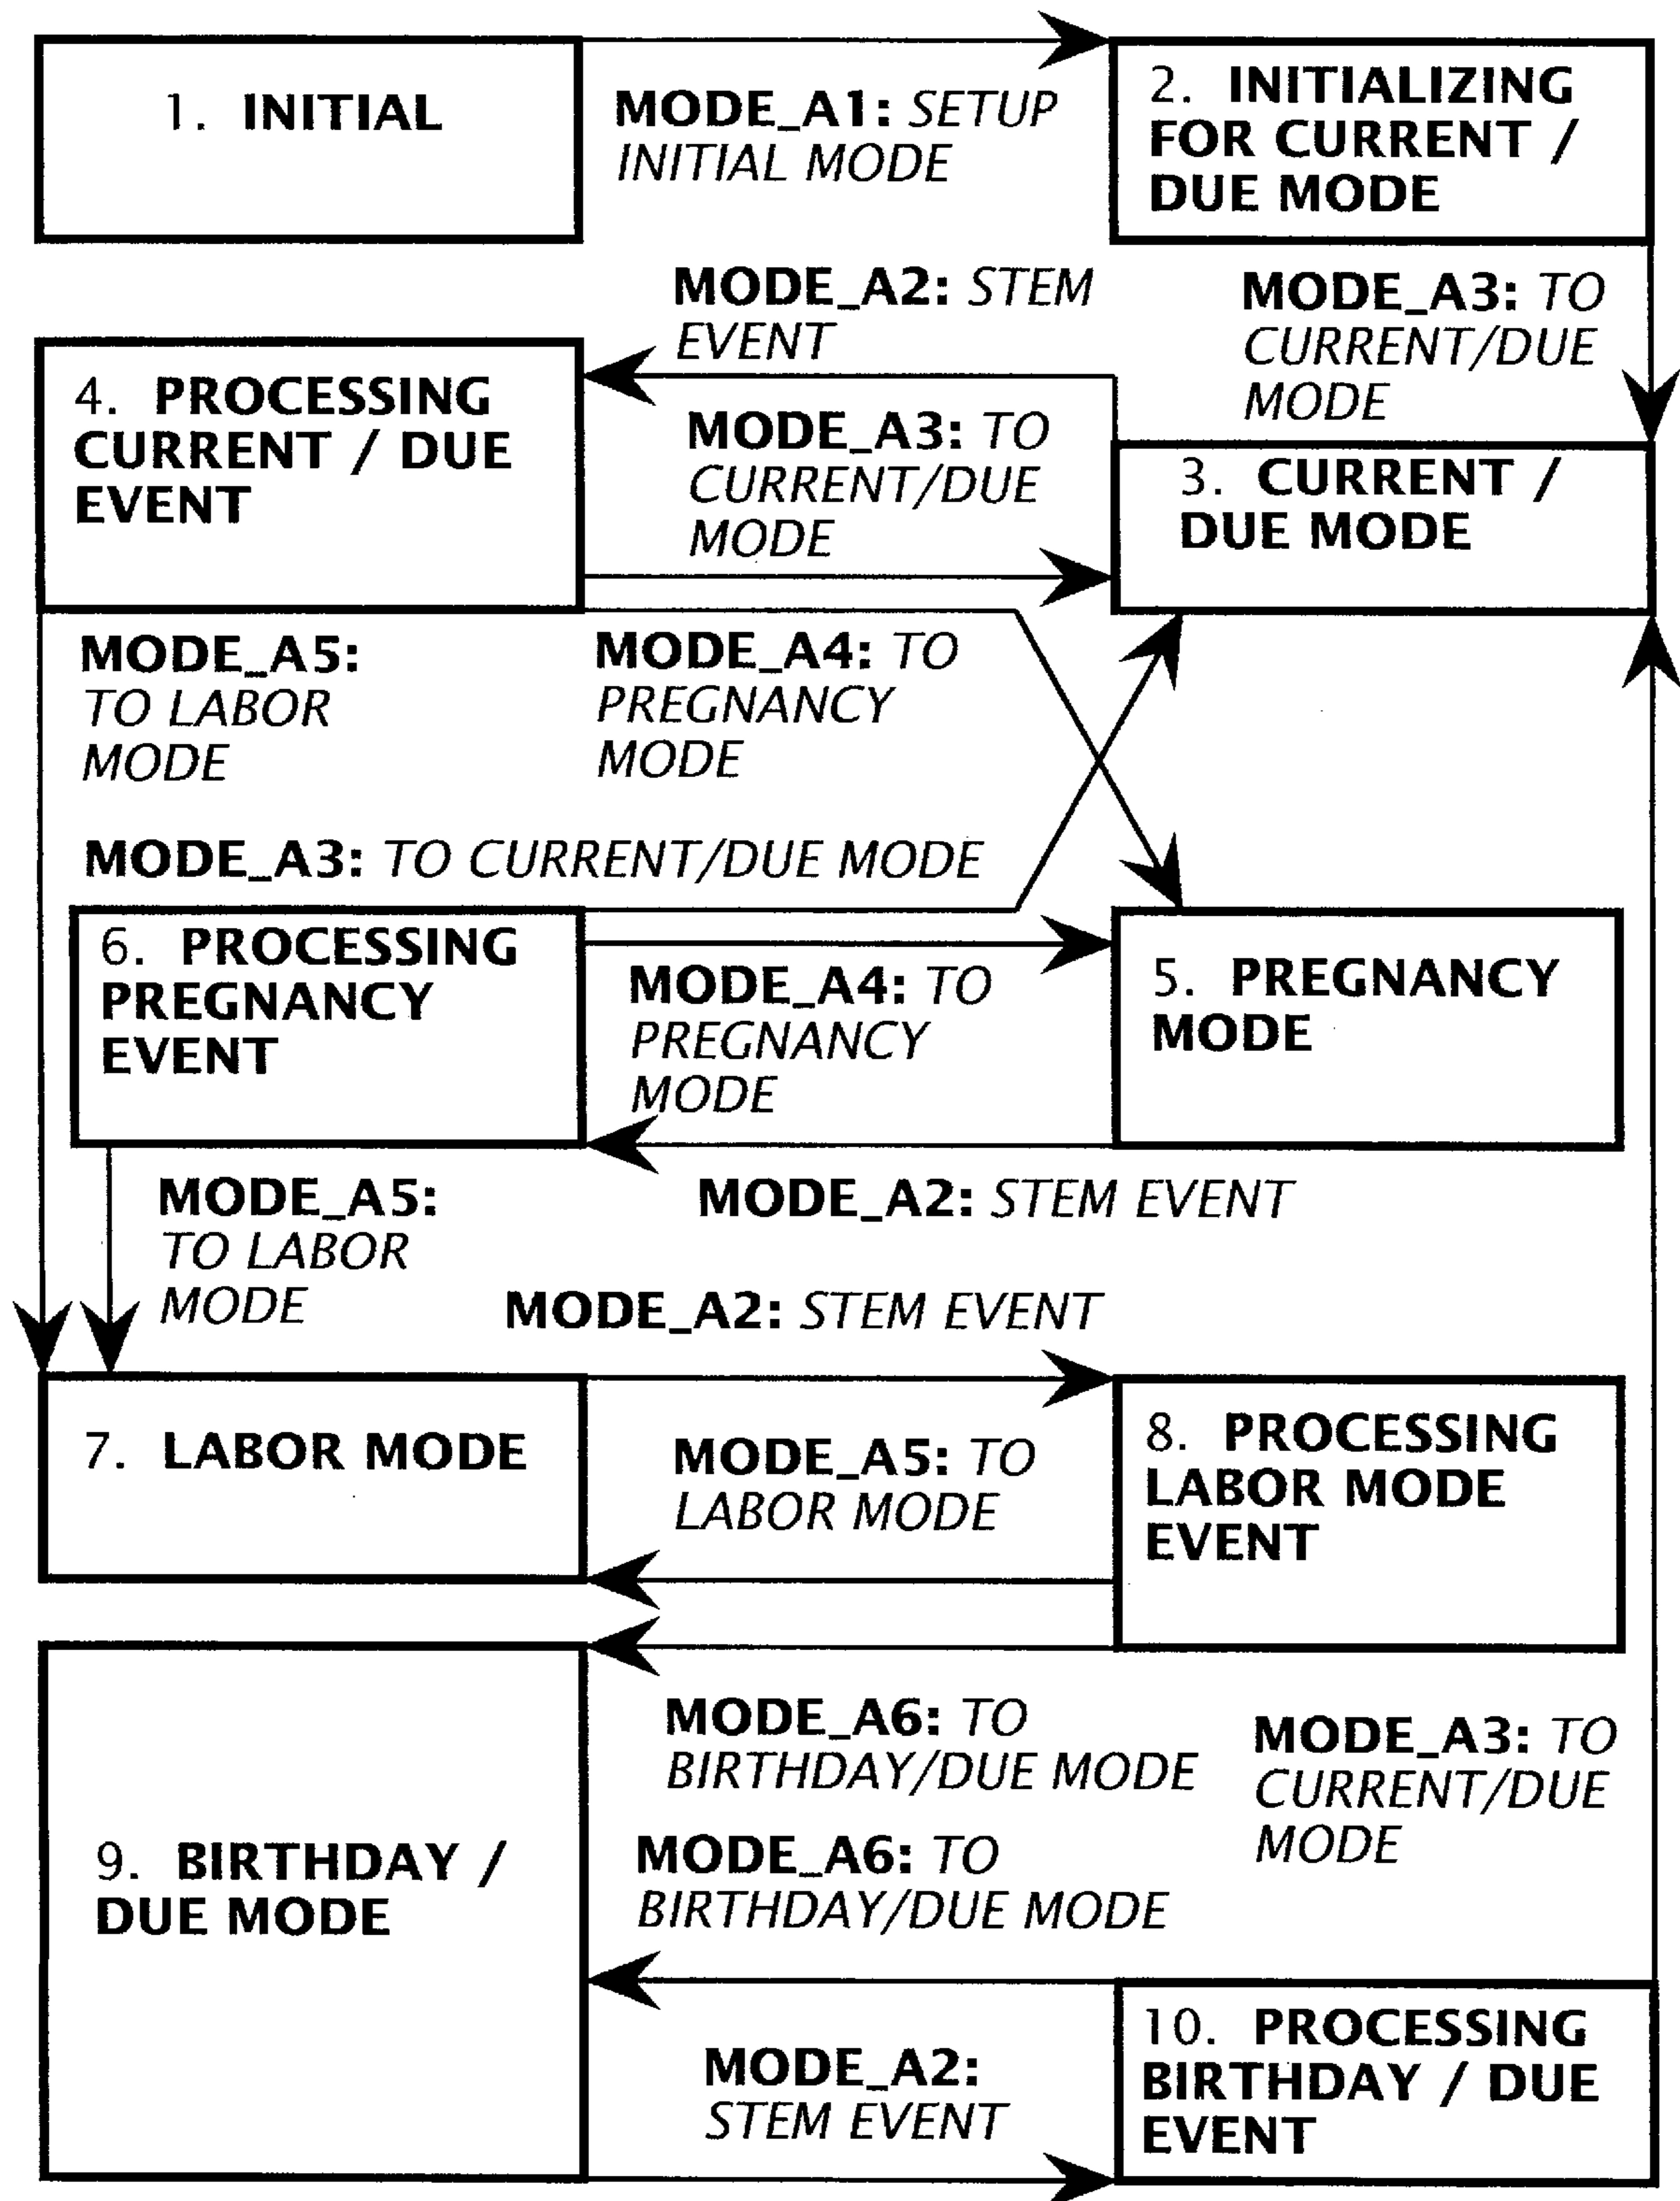 1. INITIAL
MODE_A1: SETUP
INITIAL MODE
2. INITIALIZING
FOR CURRENT /
DUE MODE
MODE_A2: STEM
EVENT
MODE_A3: TO
CURRENT/DUE
MODE
4. PROCESSING
CURRENT / DUE
EVENT
MODE_A3: TO
CURRENT/DUE
MODE
3. CURRENT /
DUE MODE
MODE_A5:
TO LABOR
MODE
MODE_A4: TO
PREGNANCY
MODE
MODE_A3: TO CURRENT/DUE MODE
6. PROCESSING
PREGNANCY
EVENT
MODE_A4: TO
PREGNANCY
MODE
5. PREGNANCY
MODE
MODE_A5:
TO LABOR
MODE
MODE_A2: STEM EVENT
MODE_A2: STEM EVENT
7. LABOR MODE
MODE_A5: TO
LABOR MODE
8. PROCESSING
LABOR MODE
EVENT
MODE_A6: TO
BIRTHDAY/DUE MODE
MODE_A3: TO
CURRENT/DUE
MODE
9. BIRTHDAY /
DUE MODE
MODE_A6: TO
BIRTHDAY/DUE MODE
MODE_A2:
STEM EVENT
10. PROCESSING
BIRTHDAY / DUE
EVENT